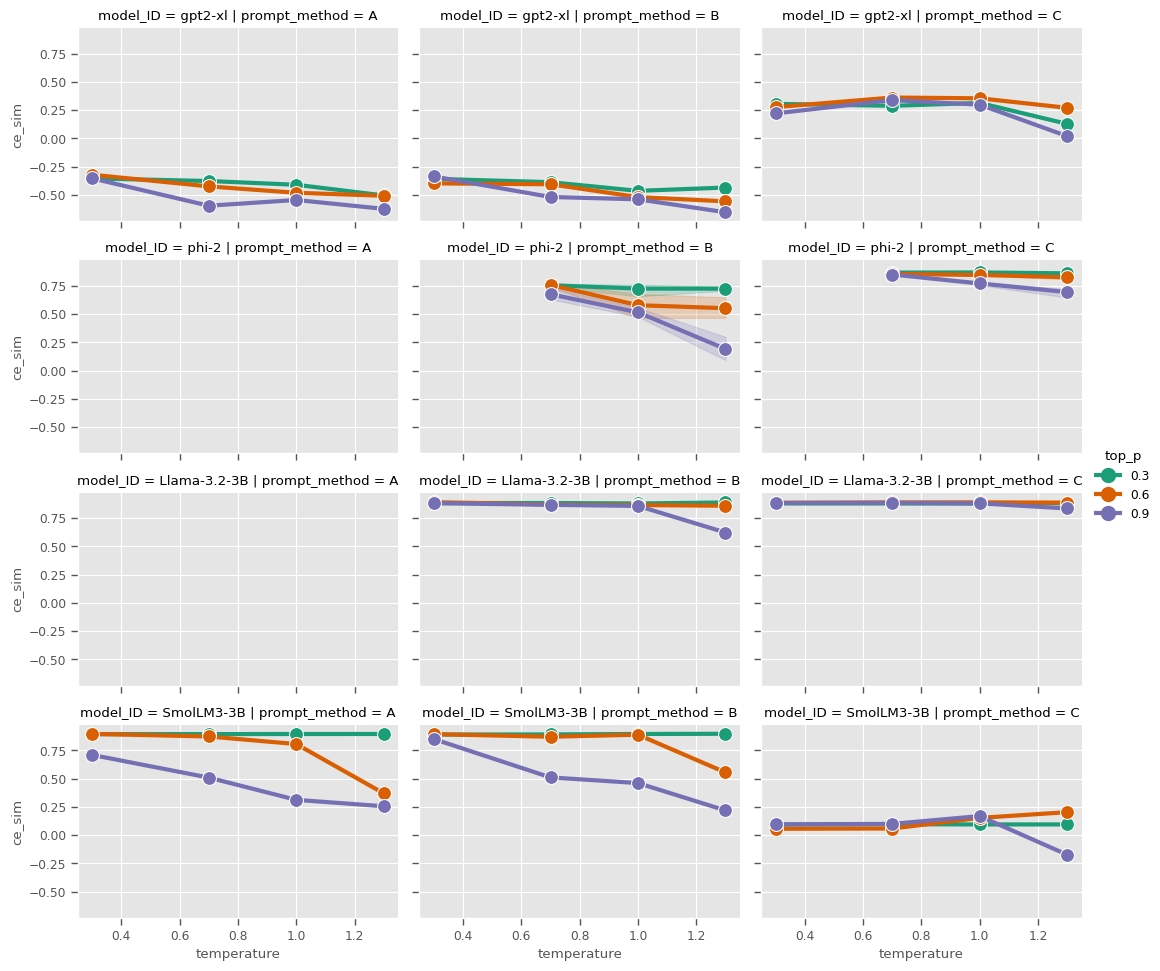 model_ID = gpt2-xl | prompt_method = A
model_ID = gpt2-xl | prompt_method = B
model_ID = gpt2-xl | prompt_method = C
0.75
0.50
0.25
0.00
−0.25
−0.50
ce_sim
model_ID = phi-2 | prompt_method = A
model_ID = phi-2 | prompt_method = B
model_ID = phi-2 | prompt_method = C
0.75
0.50
0.25
0.00
−0.25
−0.50
ce_sim
top_p
0.3
0.6
0.9
model_ID = Llama-3.2-3B | prompt_method = A
model_ID = Llama-3.2-3B | prompt_method = B
model_ID = Llama-3.2-3B | prompt_method = C
0.75
0.50
0.25
0.00
−0.25
−0.50
ce_sim
model_ID = SmolLM3-3B | prompt_method = A
model_ID = SmolLM3-3B | prompt_method = B
model_ID = SmolLM3-3B | prompt_method = C
0.75
0.50
0.25
0.00
−0.25
−0.50
ce_sim
0.4 0.6 0.8 1.0 1.2
temperature
0.4 0.6 0.8 1.0 1.2
temperature
0.4 0.6 0.8 1.0 1.2
temperature